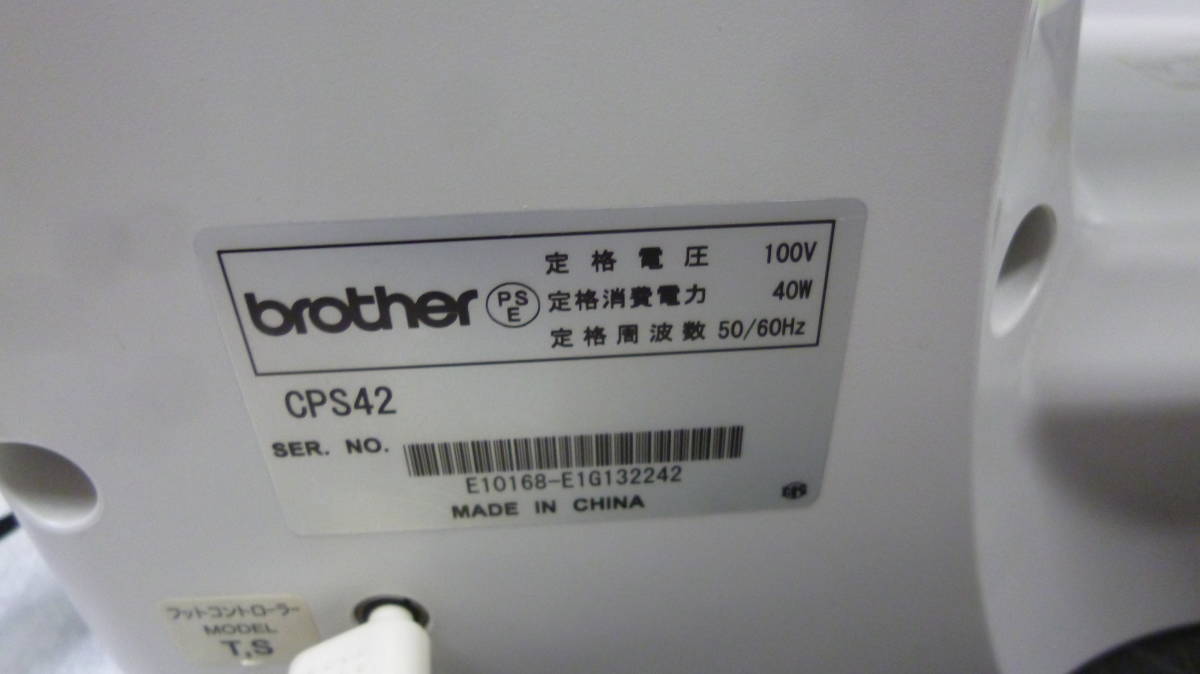 brother
PS
E
定格電圧 100V
定格消費電力 40W
定格周波数 50/60Hz
CPS42
SER. NO.
E10168-E1G132242
MADE IN CHINA
フットコントローラー
MODEL
T,S